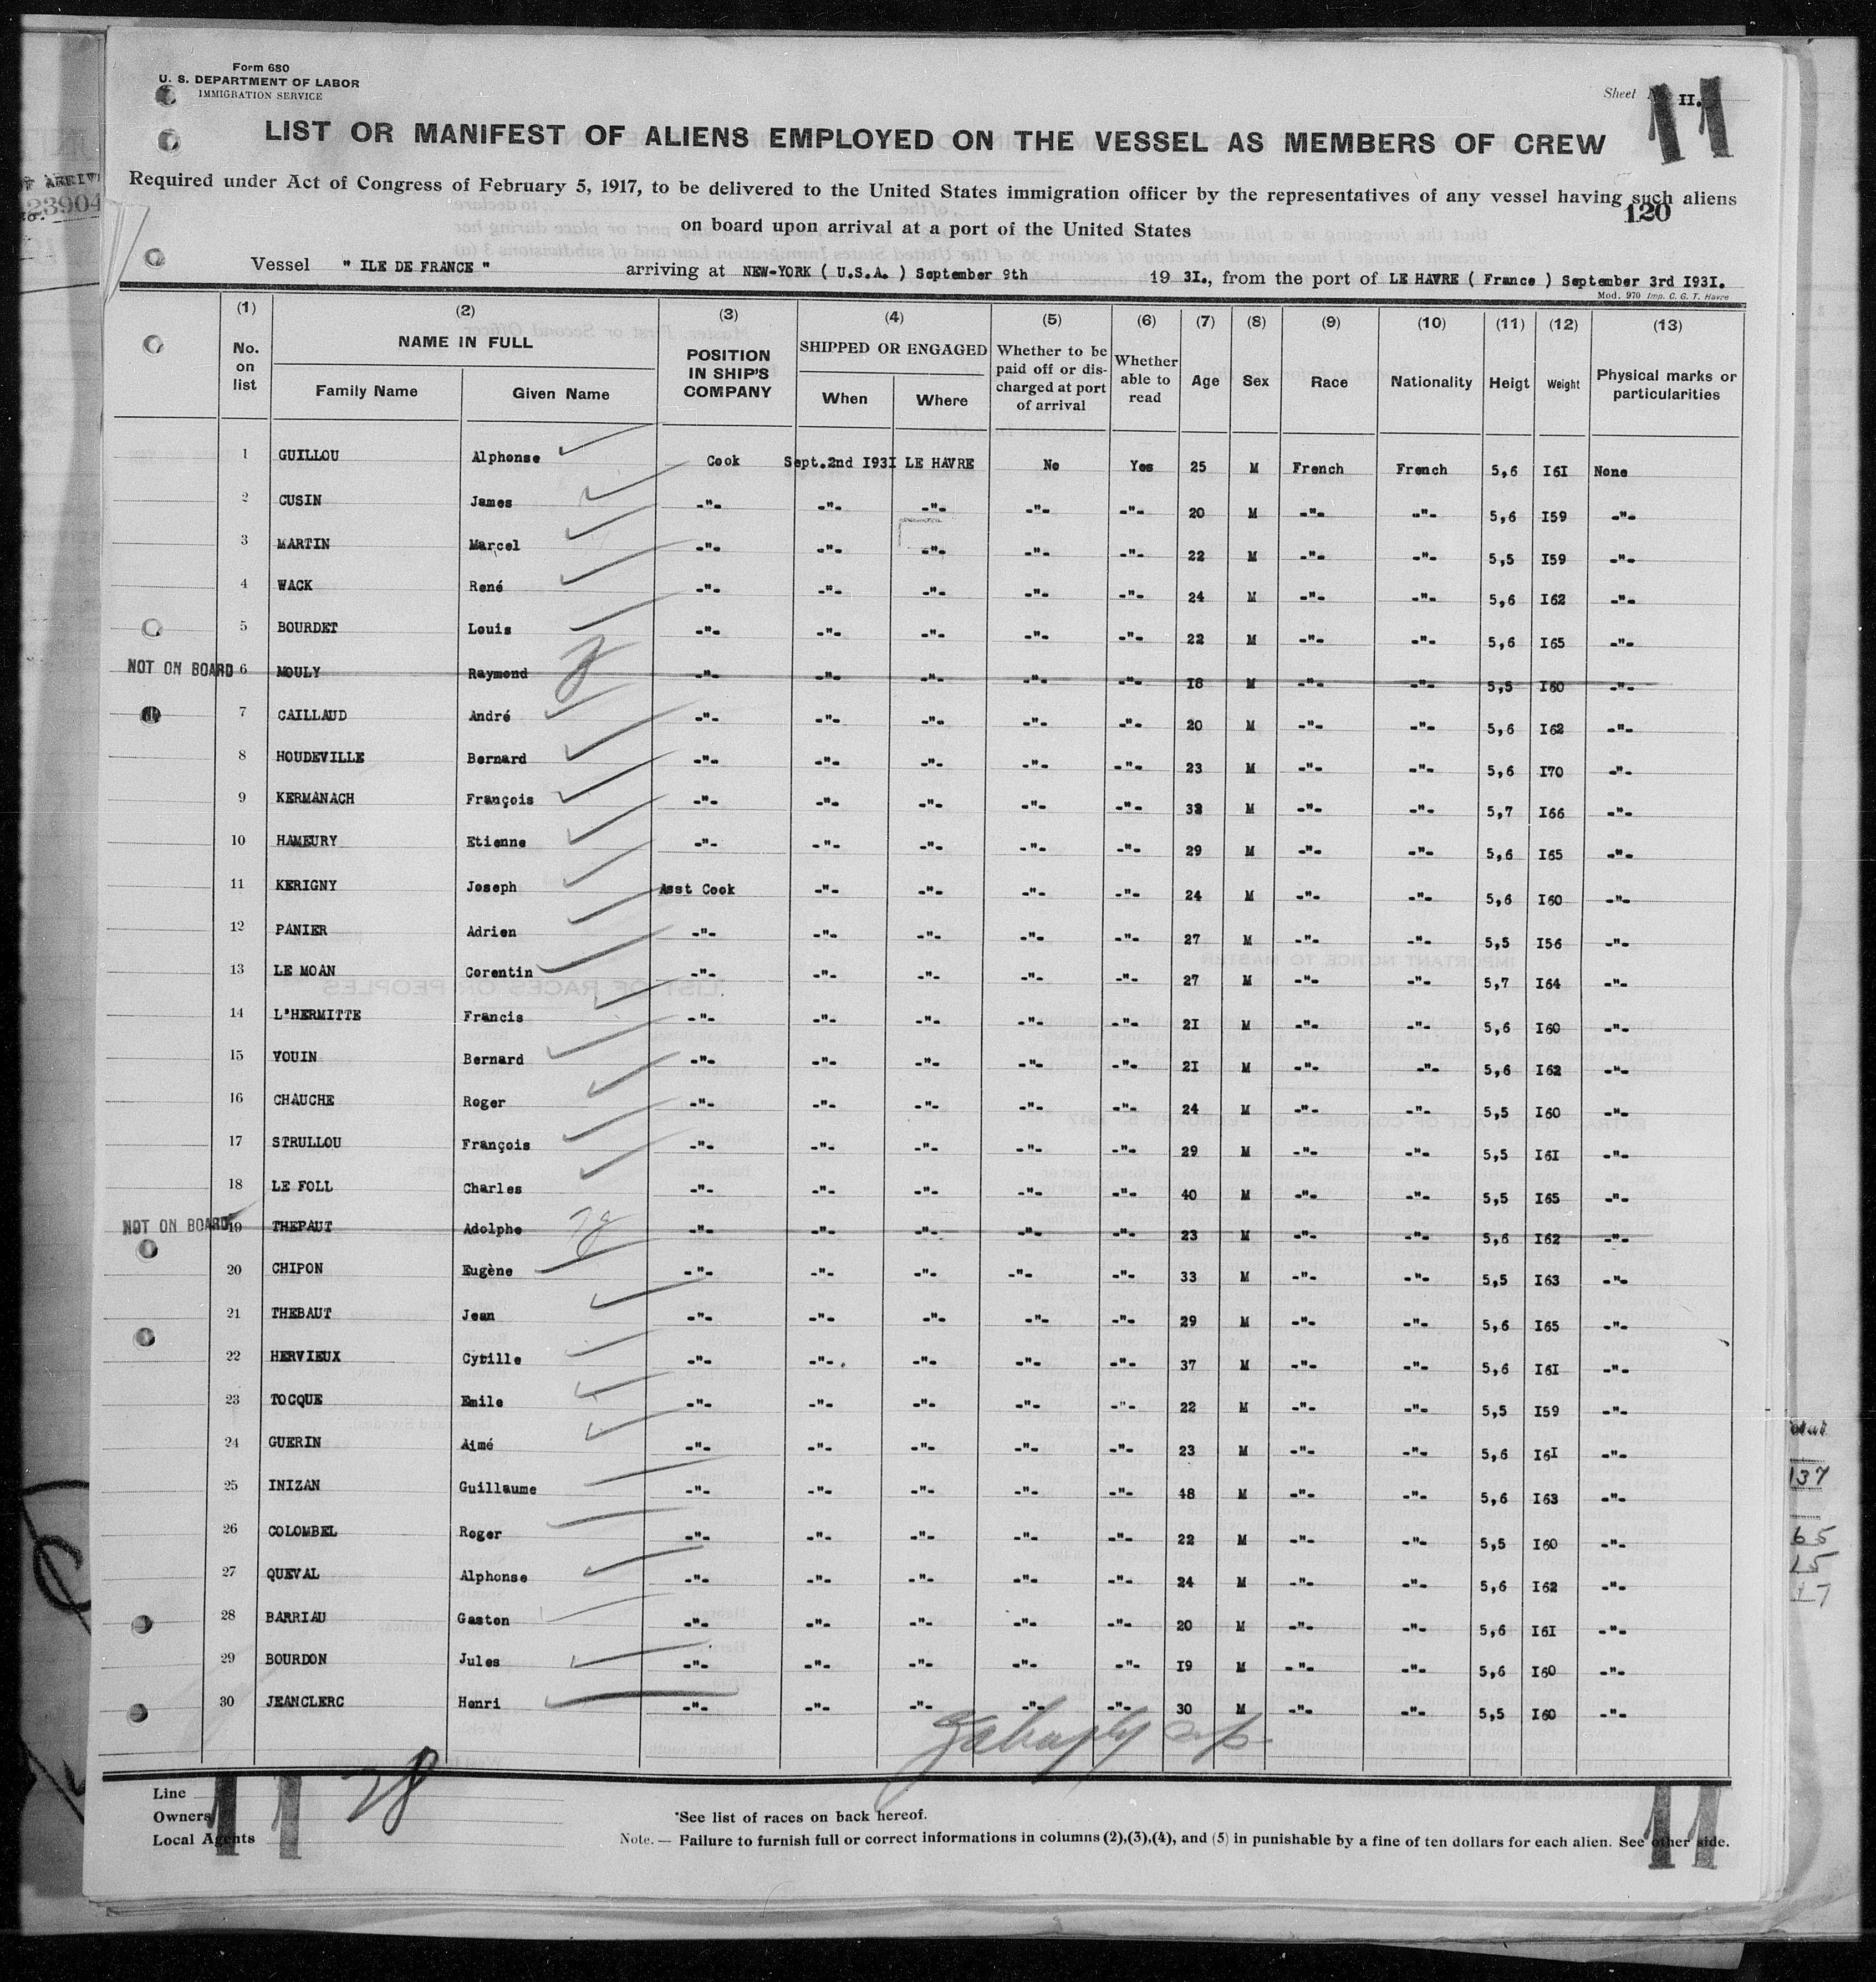 Form 680
U. S. DEPARTMENT OF LABOR
IMMIGRATION SERVICE
Sheet II.
11
LIST OR MANIFEST OF ALIENS EMPLOYED ON THE VESSEL AS MEMBERS OF CREW
Required under Act of Congress of February 5, 1917, to be delivered to the United States immigration officer by the representatives of any vessel having such aliens
on board upon arrival at a port of the United States
120
Vessel " ILE DE FRANCE " arriving at NEW-YORK ( U.S.A. ) September 9th 19 3I., from the port of LE HAVRE ( France ) September 3rd I93I.
Mod. 970 Imp. C. G. T. Havre
(1) (2) (3) (4) (5) (6) (7) (8) (9) (10) (11) (12) (13)
No. on list NAME IN FULL Family Name Given Name POSITION IN SHIP'S COMPANY SHIPPED OR ENGAGED When Where Whether to be paid off or discharged at port of arrival Whether able to read Age Sex Race Nationality Heigt Weight Physical marks or particularities
1 GUILLOU Alphonse Cook Sept.2nd I93I LE HAVRE No Yes 25 M French French 5,6 I6I None
2 CUSIN James -"- -"- -"- -"- -"- 20 M -"- -"- 5,6 I59 -"-
3 MARTIN Marcel -"- -"- -"- -"- -"- 22 M -"- -"- 5,5 I59 -"-
4 WACK René -"- -"- -"- -"- -"- 24 M -"- -"- 5,6 I62 -"-
5 BOURDET Louis -"- -"- -"- -"- -"- 22 M -"- -"- 5,6 I65 -"-
NOT ON BOARD 6 MOULY Raymond -"- -"- -"- -"- -"- I8 M -"- -"- 5,5 I60 -"-
7 CAILLAUD André -"- -"- -"- -"- -"- 20 M -"- -"- 5,6 I62 -"-
8 HOUDEVILLE Bernard -"- -"- -"- -"- -"- 23 M -"- -"- 5,6 I70 -"-
9 KERMANACH François -"- -"- -"- -"- -"- 32 M -"- -"- 5,7 I66 -"-
10 HAMEURY Etienne -"- -"- -"- -"- -"- 29 M -"- -"- 5,6 I65 -"-
11 KERIGNY Joseph Asst Cook -"- -"- -"- -"- 24 M -"- -"- 5,6 I60 -"-
12 PANIER Adrien -"- -"- -"- -"- -"- 27 M -"- -"- 5,5 I56 -"-
13 LE MOAN Corentin -"- -"- -"- -"- -"- 27 M -"- -"- 5,7 I64 -"-
14 L'HERMITTE Francis -"- -"- -"- -"- -"- 2I M -"- -"- 5,6 I60 -"-
15 VOUIN Bernard -"- -"- -"- -"- -"- 2I M -"- -"- 5,6 I62 -"-
16 CHAUCHE Roger -"- -"- -"- -"- -"- 24 M -"- -"- 5,5 I60 -"-
17 STRULLOU François -"- -"- -"- -"- -"- 29 M -"- -"- 5,5 I6I -"-
18 LE FOLL Charles -"- -"- -"- -"- -"- 40 M -"- -"- 5,5 I65 -"-
NOT ON BOARD 19 THEPAUT Adolphe -"- -"- -"- -"- -"- 23 M -"- -"- 5,6 I62 -"-
20 CHIPON Eugène -"- -"- -"- -"- -"- 33 M -"- -"- 5,5 I63 -"-
21 THEBAUT Jean -"- -"- -"- -"- -"- 29 M -"- -"- 5,6 I65 -"-
22 HERVIEUX Cyrille -"- -"- -"- -"- -"- 37 M -"- -"- 5,6 I6I -"-
23 TOCQUE Emile -"- -"- -"- -"- -"- 22 M -"- -"- 5,5 I59 -"-
24 GUERIN Aimé -"- -"- -"- -"- -"- 23 M -"- -"- 5,6 I6I -"-
25 INIZAN Guillaume -"- -"- -"- -"- -"- 48 M -"- -"- 5,6 I63 -"-
26 COLOMBEL Roger -"- -"- -"- -"- -"- 22 M -"- -"- 5,5 I60 -"-
27 QUEVAL Alphonse -"- -"- -"- -"- -"- 24 M -"- -"- 5,6 I62 -"-
28 BARRIAU Gaston -"- -"- -"- -"- -"- 20 M -"- -"- 5,6 I6I -"-
29 BOURDON Jules -"- -"- -"- -"- -"- I9 M -"- -"- 5,6 I60 -"-
30 JEANCLERC Henri -"- -"- -"- -"- -"- 30 M -"- -"- 5,5 I60 -"-
28
Line
Owners
Local Agents
11
*See list of races on back hereof.
Note. — Failure to furnish full or correct informations in columns (2),(3),(4), and (5) in punishable by a fine of ten dollars for each alien. See other side.
11